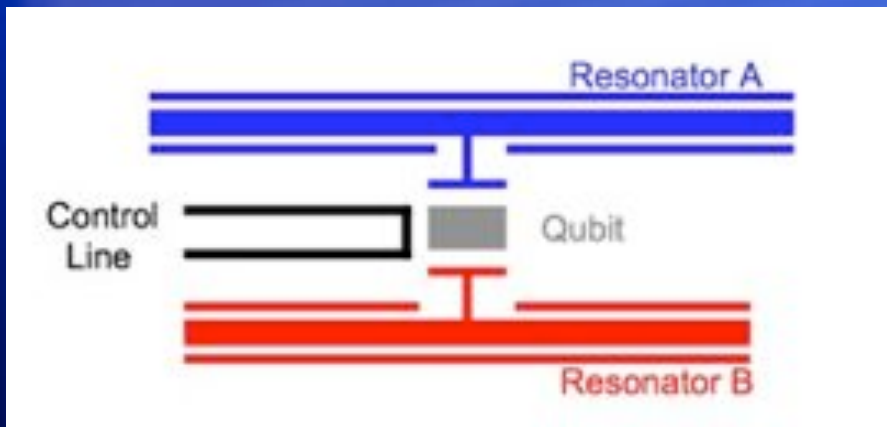 Resonator A
Control
Line
Qubit
Resonator B